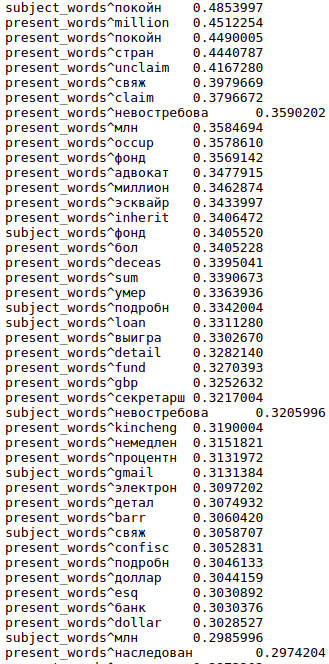 subject_words^покойн 0.4853997
present_words^million 0.4512254
present_words^покойн 0.4490005
present_words^стран 0.4440787
present_words^unclaim 0.4167280
present_words^свяж 0.3979669
present_words^claim 0.3796672
present_words^невостребова 0.3590202
present_words^млн 0.3584694
present_words^occup 0.3578610
present_words^фонд 0.3569142
present_words^адвокат 0.3477915
present_words^миллион 0.3462874
present_words^эсквайр 0.3433997
present_words^inherit 0.3406472
subject_words^фонд 0.3405520
present_words^бол 0.3405228
present_words^deceas 0.3395041
present_words^sum 0.3390673
present_words^умер 0.3363936
subject_words^подробн 0.3342004
subject_words^loan 0.3311280
present_words^выигра 0.3302670
present_words^detail 0.3282140
present_words^fund 0.3270393
present_words^gbp 0.3252632
present_words^секретарш 0.3217004
subject_words^невостребова 0.3205996
present_words^kincheng 0.3190004
present_words^немедлен 0.3151821
present_words^процентн 0.3131972
subject_words^gmail 0.3131384
present_words^электрон 0.3097202
present_words^детал 0.3074932
present_words^barr 0.3060420
subject_words^свяж 0.3058707
present_words^confisc 0.3052831
present_words^подробн 0.3046133
present_words^доллар 0.3044159
present_words^esq 0.3030892
present_words^банк 0.3030376
present_words^dollar 0.3028527
subject_words^млн 0.2985996
present_words^наследован 0.2974204